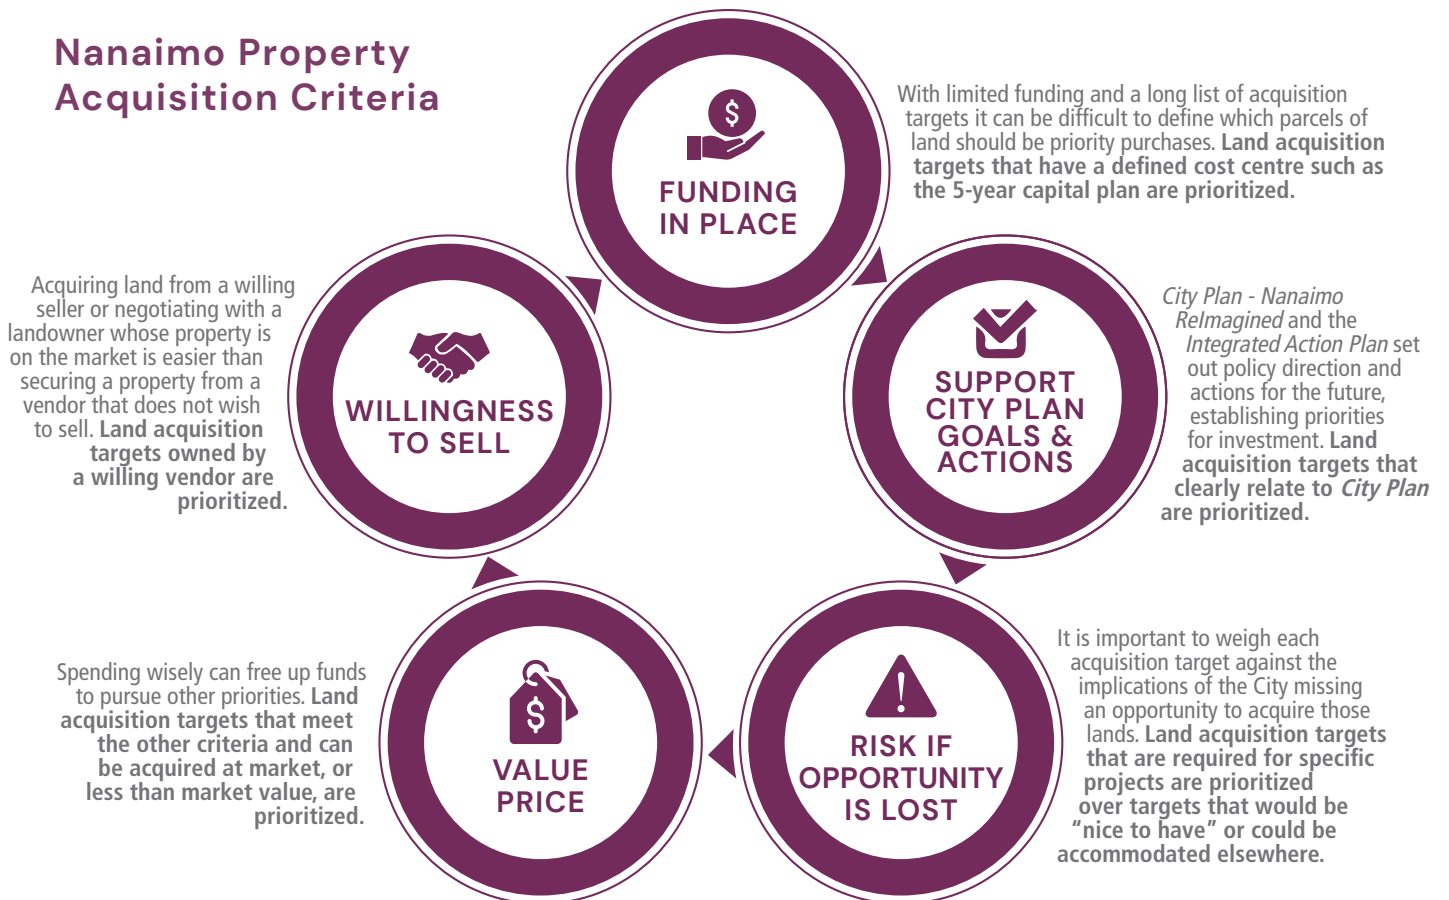 Nanaimo Property
Acquisition Criteria
FUNDING
IN PLACE
With limited funding and a long list of acquisition
targets it can be difficult to define which parcels of
land should be priority purchases. Land acquisition
targets that have a defined cost centre such as
the 5-year capital plan are prioritized.
SUPPORT
CITY PLAN
GOALS &
ACTIONS
City Plan - Nanaimo
ReImagined and the
Integrated Action Plan set
out policy direction and
actions for the future,
establishing priorities
for investment. Land
acquisition targets that
clearly relate to City Plan
are prioritized.
RISK IF
OPPORTUNITY
IS LOST
It is important to weigh each
acquisition target against the
implications of the City missing
an opportunity to acquire those
lands. Land acquisition targets
that are required for specific
projects are prioritized
over targets that would be
“nice to have” or could be
accommodated elsewhere.
VALUE
PRICE
Spending wisely can free up funds
to pursue other priorities. Land
acquisition targets that meet
the other criteria and can
be acquired at market, or
less than market value, are
prioritized.
WILLINGNESS
TO SELL
Acquiring land from a willing
seller or negotiating with a
landowner whose property is
on the market is easier than
securing a property from a
vendor that does not wish
to sell. Land acquisition
targets owned by
a willing vendor are
prioritized.